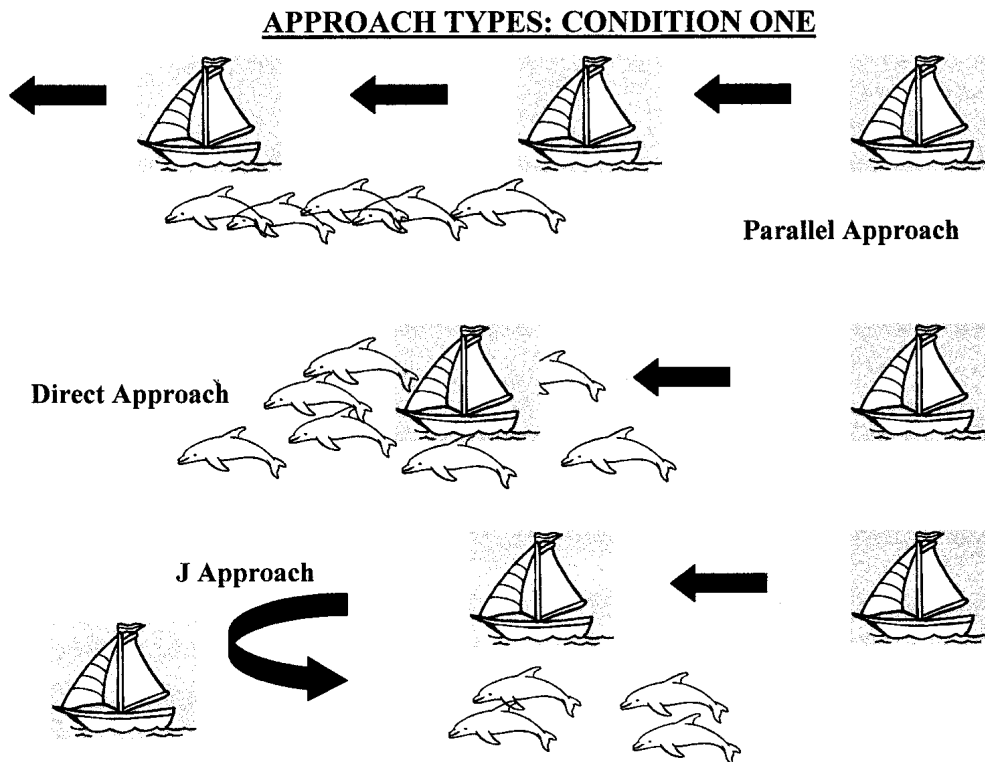 APPROACH TYPES: CONDITION ONE
Parallel Approach
Direct Approach
J Approach